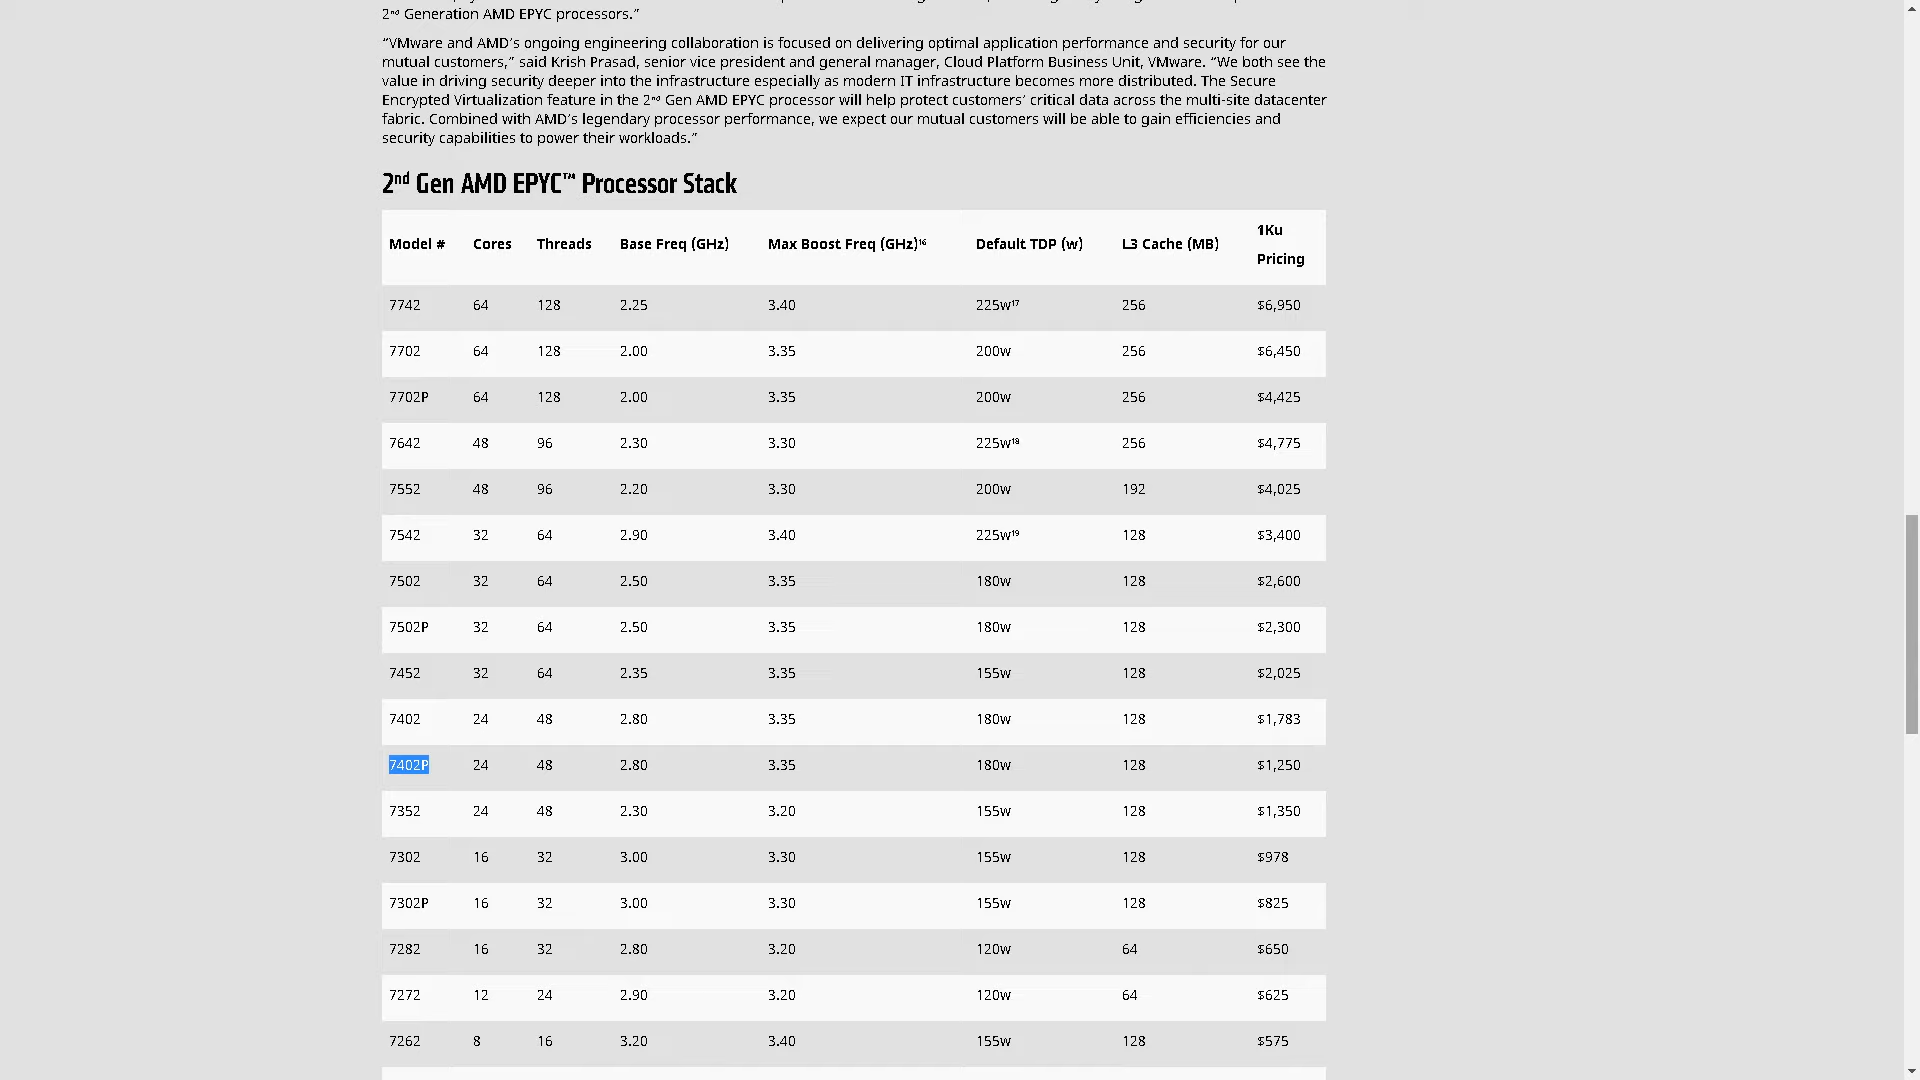 2nd Generation AMD EPYC processors.”
“VMware and AMD’s ongoing engineering collaboration is focused on delivering optimal application performance and security for our
mutual customers,” said Krish Prasad, senior vice president and general manager, Cloud Platform Business Unit, VMware. “We both see the
value in driving security deeper into the infrastructure especially as modern IT infrastructure becomes more distributed. The Secure
Encrypted Virtualization feature in the 2nd Gen AMD EPYC processor will help protect customers’ critical data across the multi-site datacenter
fabric. Combined with AMD’s legendary processor performance, we expect our mutual customers will be able to gain efficiencies and
security capabilities to power their workloads.”
2nd Gen AMD EPYC™ Processor Stack
Model # Cores Threads Base Freq (GHz) Max Boost Freq (GHz)16 Default TDP (w) L3 Cache (MB) 1Ku Pricing
7742 64 128 2.25 3.40 225w17 256 $6,950
7702 64 128 2.00 3.35 200w 256 $6,450
7702P 64 128 2.00 3.35 200w 256 $4,425
7642 48 96 2.30 3.30 225w18 256 $4,775
7552 48 96 2.20 3.30 200w 192 $4,025
7542 32 64 2.90 3.40 225w19 128 $3,400
7502 32 64 2.50 3.35 180w 128 $2,600
7502P 32 64 2.50 3.35 180w 128 $2,300
7452 32 64 2.35 3.35 155w 128 $2,025
7402 24 48 2.80 3.35 180w 128 $1,783
7402P 24 48 2.80 3.35 180w 128 $1,250
7352 24 48 2.30 3.20 155w 128 $1,350
7302 16 32 3.00 3.30 155w 128 $978
7302P 16 32 3.00 3.30 155w 128 $825
7282 16 32 2.80 3.20 120w 64 $650
7272 12 24 2.90 3.20 120w 64 $625
7262 8 16 3.20 3.40 155w 128 $575